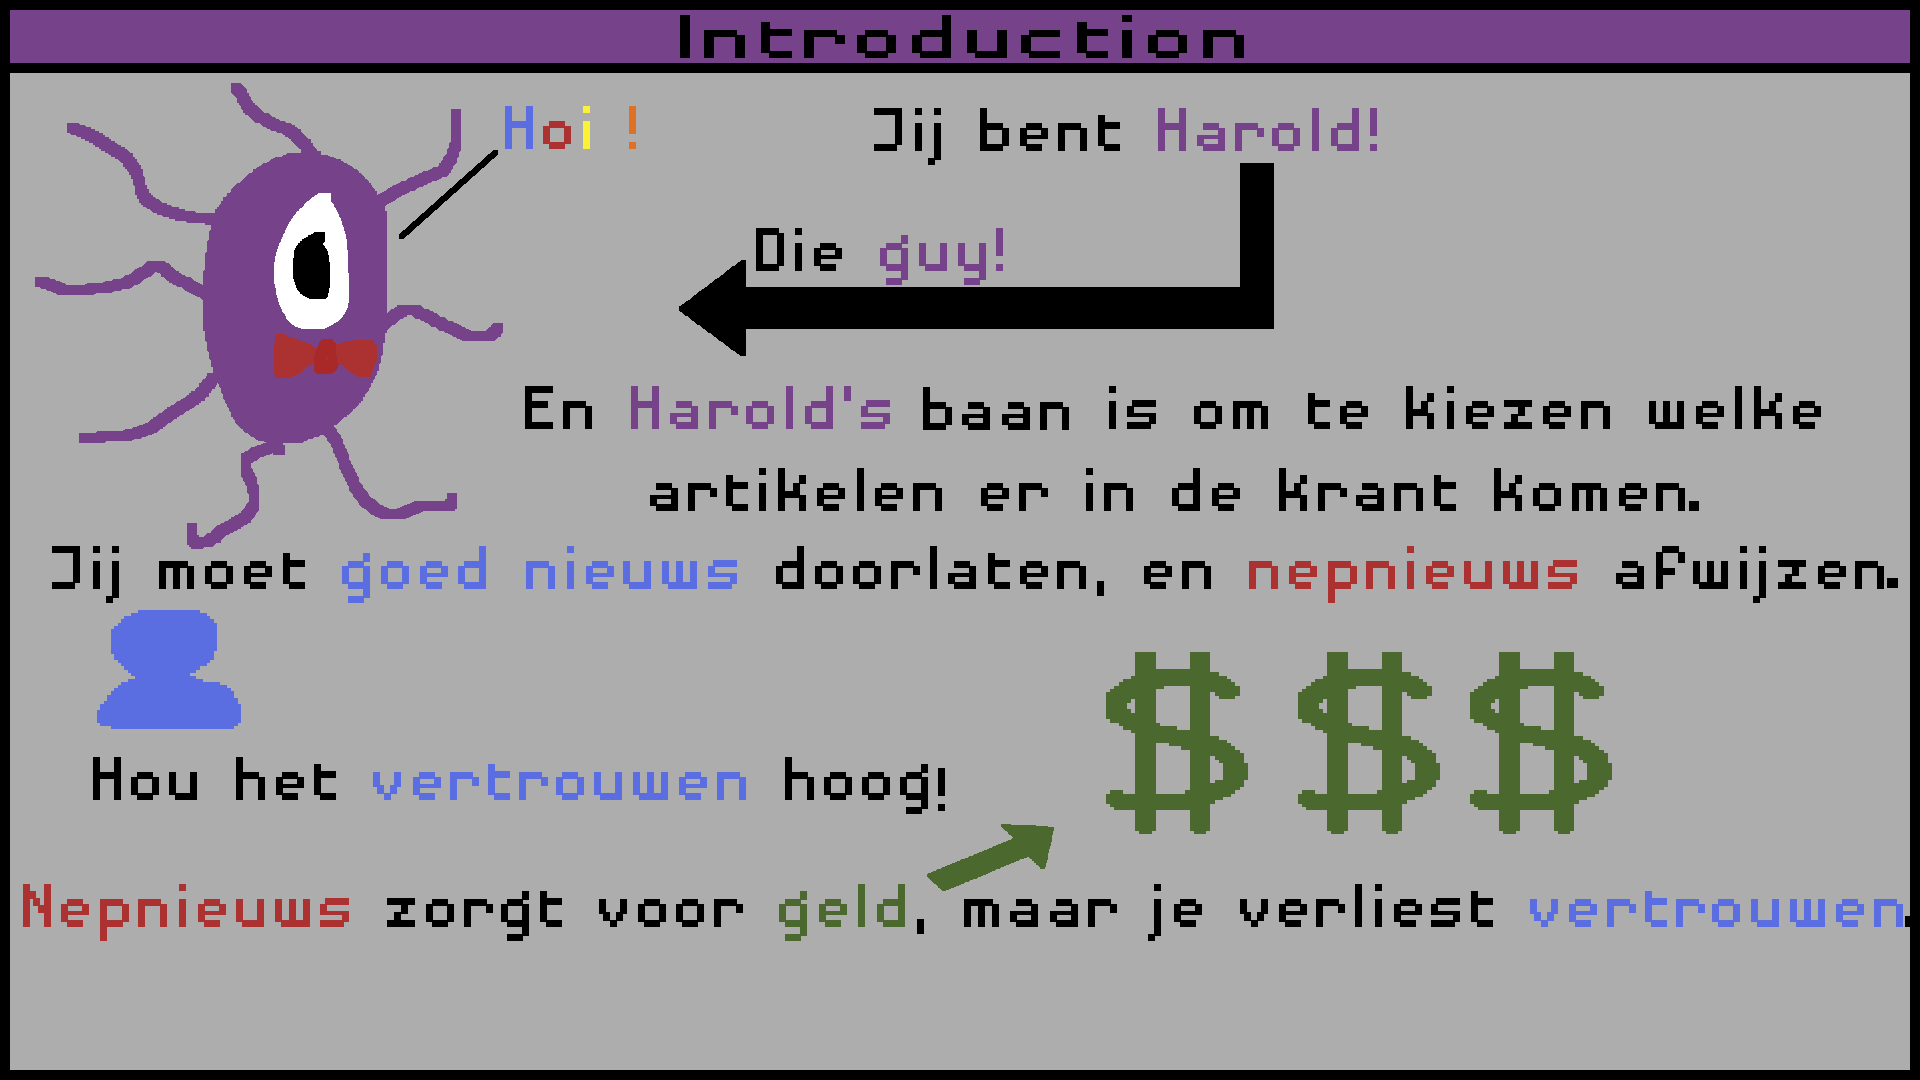 Introduction
Hoi !
Jij bent Harold!
Die guy!
En Harold's baan is om te kiezen welke
artikelen er in de krant komen.
Jij moet goed nieuws doorlaten, en nepnieuws afwijzen.
$ $ $
Hou het vertrouwen hoog!
Nepnieuws zorgt voor geld, maar je verliest vertrouwen.